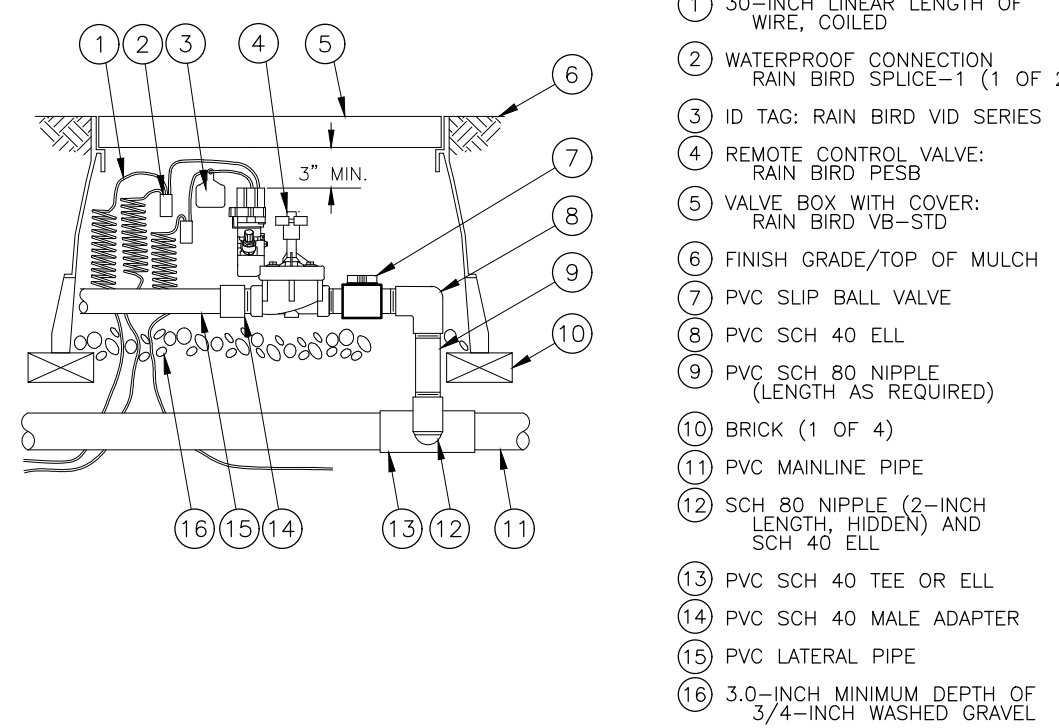 1 2 3 4 5
6
3" MIN.
7
8
9
10
16 15 14 13 12 11
1 30-INCH LINEAR LENGTH OF
WIRE, COILED
2 WATERPROOF CONNECTION
RAIN BIRD SPLICE-1 (1 OF
3 ID TAG: RAIN BIRD VID SERIES
4 REMOTE CONTROL VALVE:
RAIN BIRD PESB
5 VALVE BOX WITH COVER:
RAIN BIRD VB-STD
6 FINISH GRADE/TOP OF MULCH
7 PVC SLIP BALL VALVE
8 PVC SCH 40 ELL
9 PVC SCH 80 NIPPLE
(LENGTH AS REQUIRED)
10 BRICK (1 OF 4)
11 PVC MAINLINE PIPE
12 SCH 80 NIPPLE (2-INCH
LENGTH, HIDDEN) AND
SCH 40 ELL
13 PVC SCH 40 TEE OR ELL
14 PVC SCH 40 MALE ADAPTER
15 PVC LATERAL PIPE
16 3.0-INCH MINIMUM DEPTH OF
3/4-INCH WASHED GRAVEL